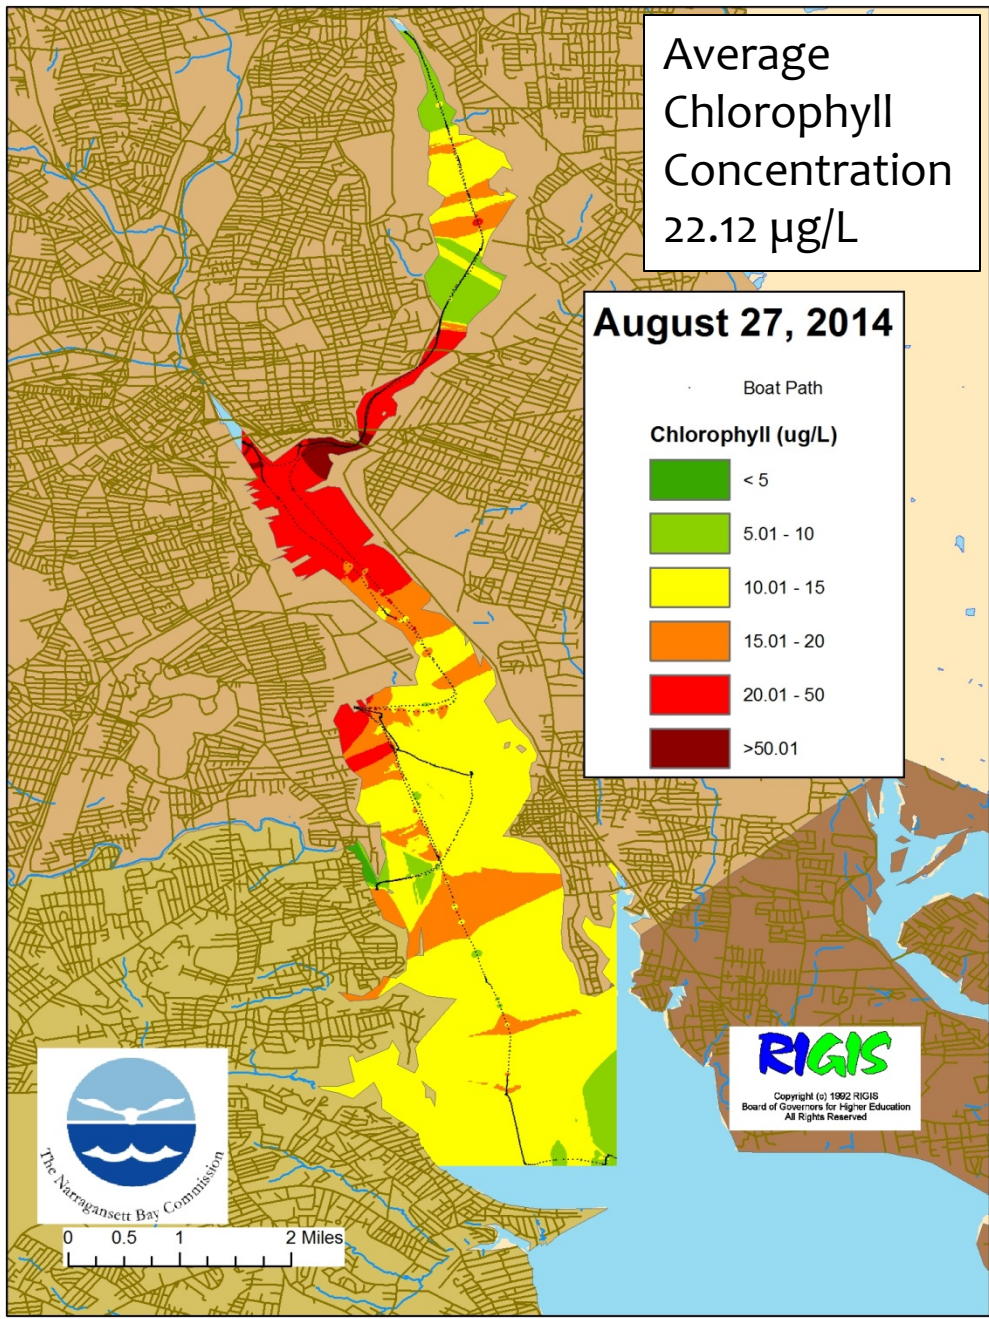 Average
Chlorophyll
Concentration
22.12 µg/L
August 27, 2014
Boat Path
Chlorophyll (ug/L)
< 5
5.01 - 10
10.01 - 15
15.01 - 20
20.01 - 50
>50.01
RIGIS
Copyright (c) 1992 RIGIS
Board of Governors for Higher Education
All Rights Reserved
The Narragansett Bay Commission
0 0.5 1 2 Miles